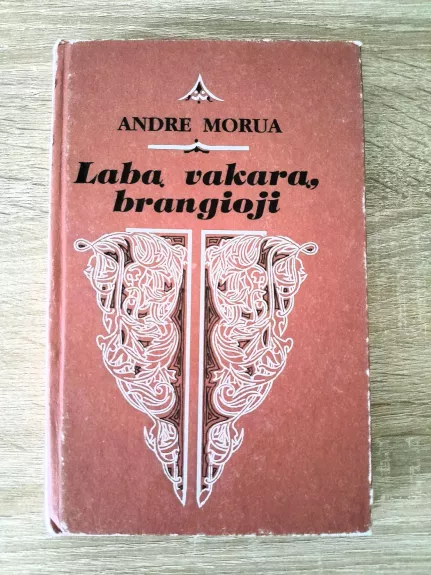 ANDRE MORUA
Labą vakarą,
brangioji